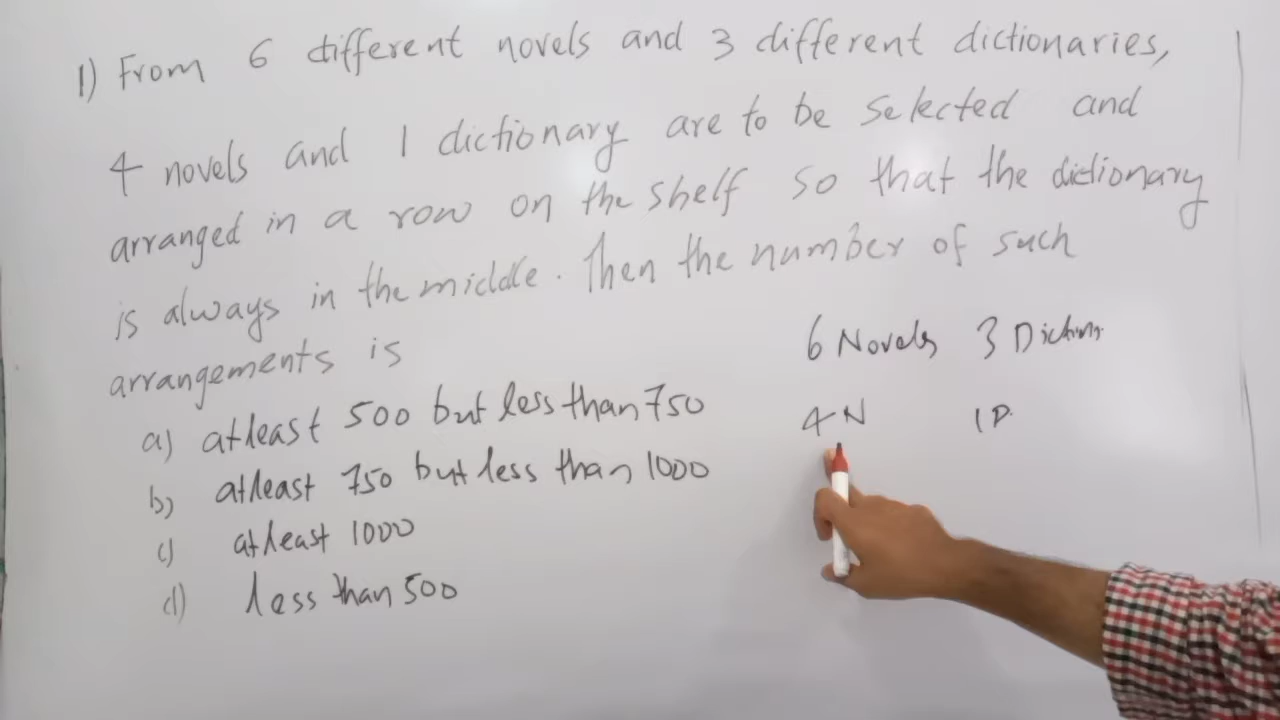 1) From 6 different novels and 3 different dictionaries,
4 novels and 1 dictionary are to be selected and
arranged in a row on the shelf so that the dictionary
is always in the middle. Then the number of such
arrangements is
a) atleast 500 but less than 750
b) atleast 750 but less than 1000
c) atleast 1000
d) less than 500
6 Novels 3 Diction
4 N 1 D.